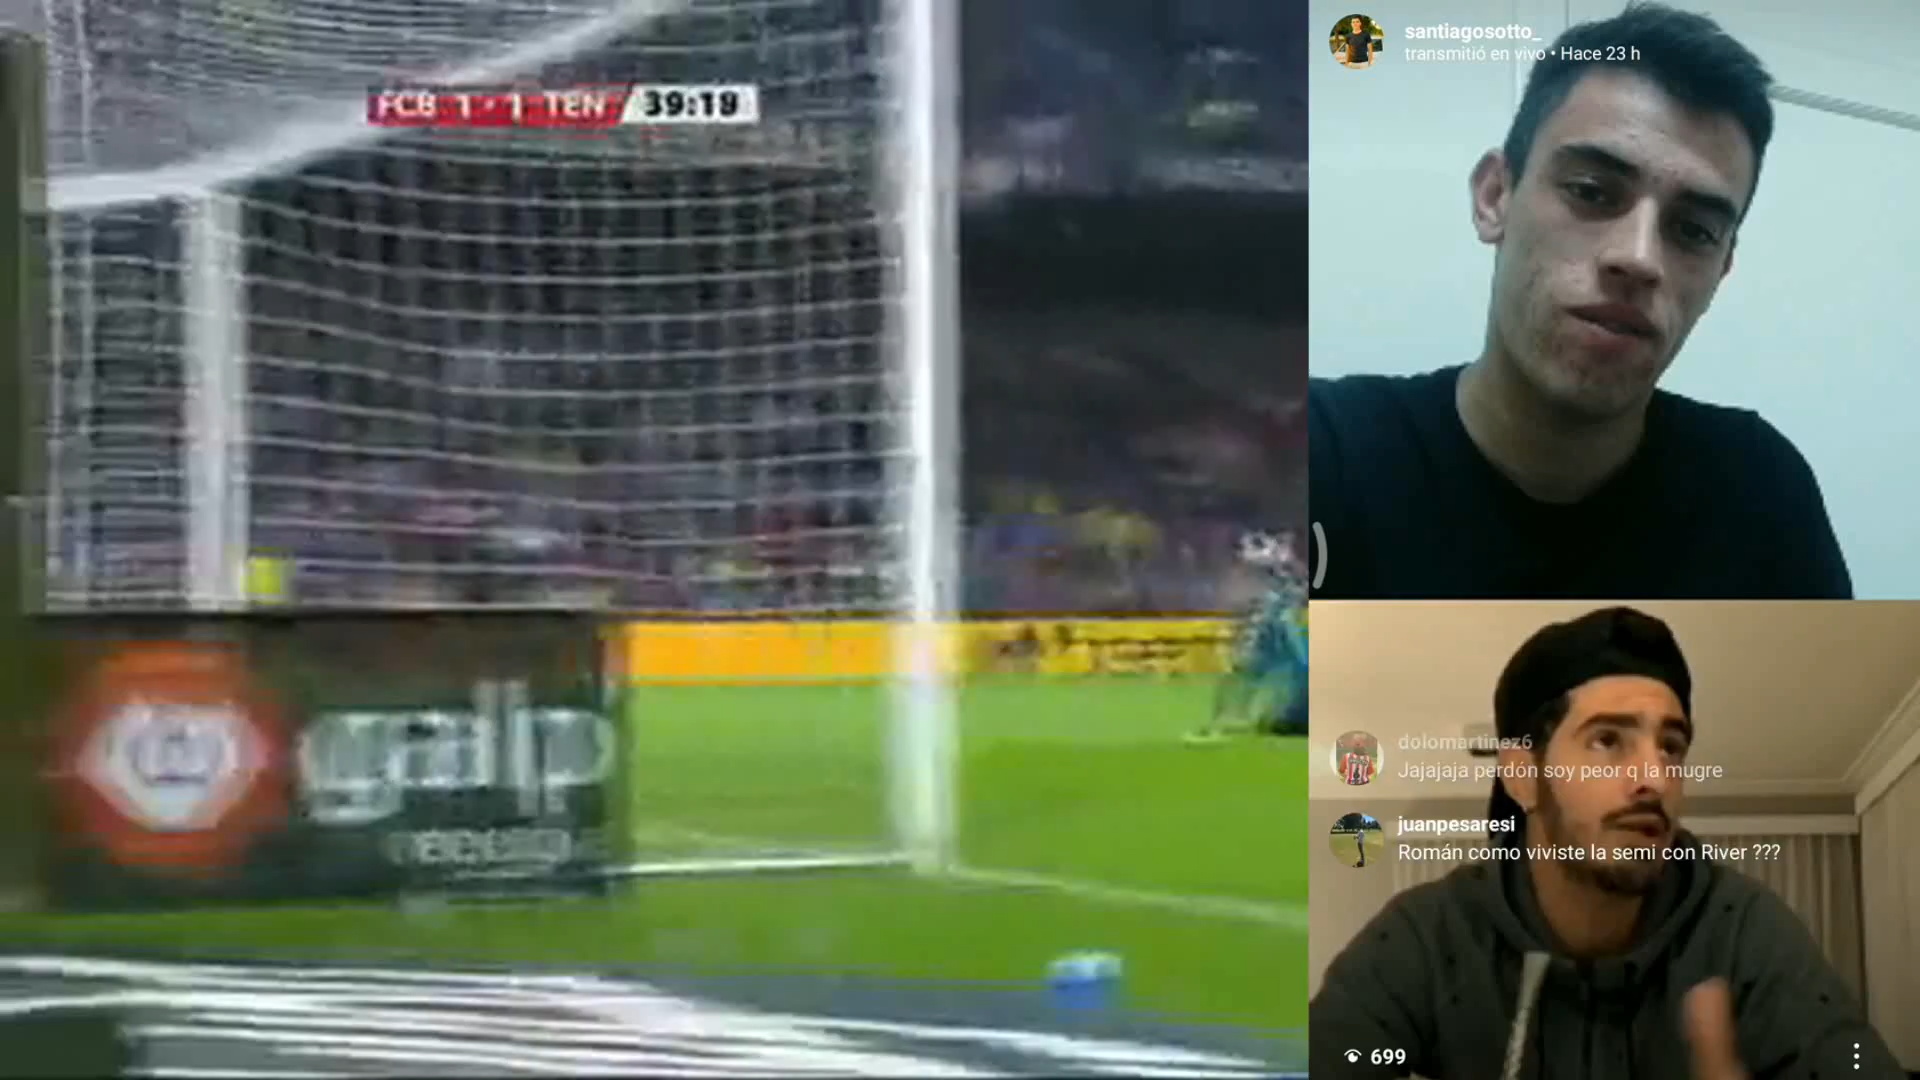 FCB 1 - 1 TEN 39:19
galp
santiagosotto_
transmitió en vivo • Hace 23 h
dolomartinez6
Jajajaja perdón soy peor q la mugre
juanpesaresi
Román como viviste la semi con River ???
699